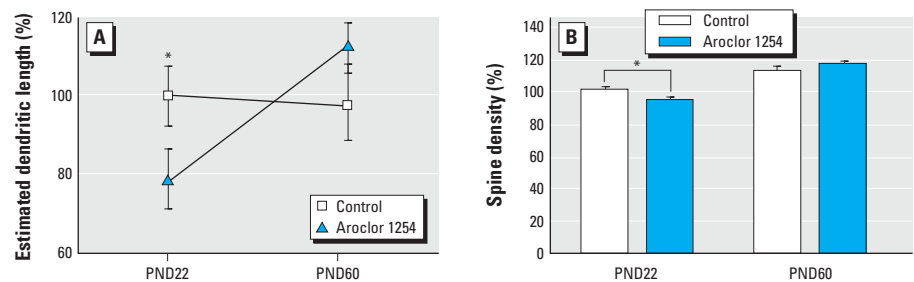 A
Estimated dendritic length (%)
120
100
80
60
*
Control
Aroclor 1254
PND22
PND60
B
Spine density (%)
140
120
100
80
60
40
20
0
Control
Aroclor 1254
*
PND22
PND60